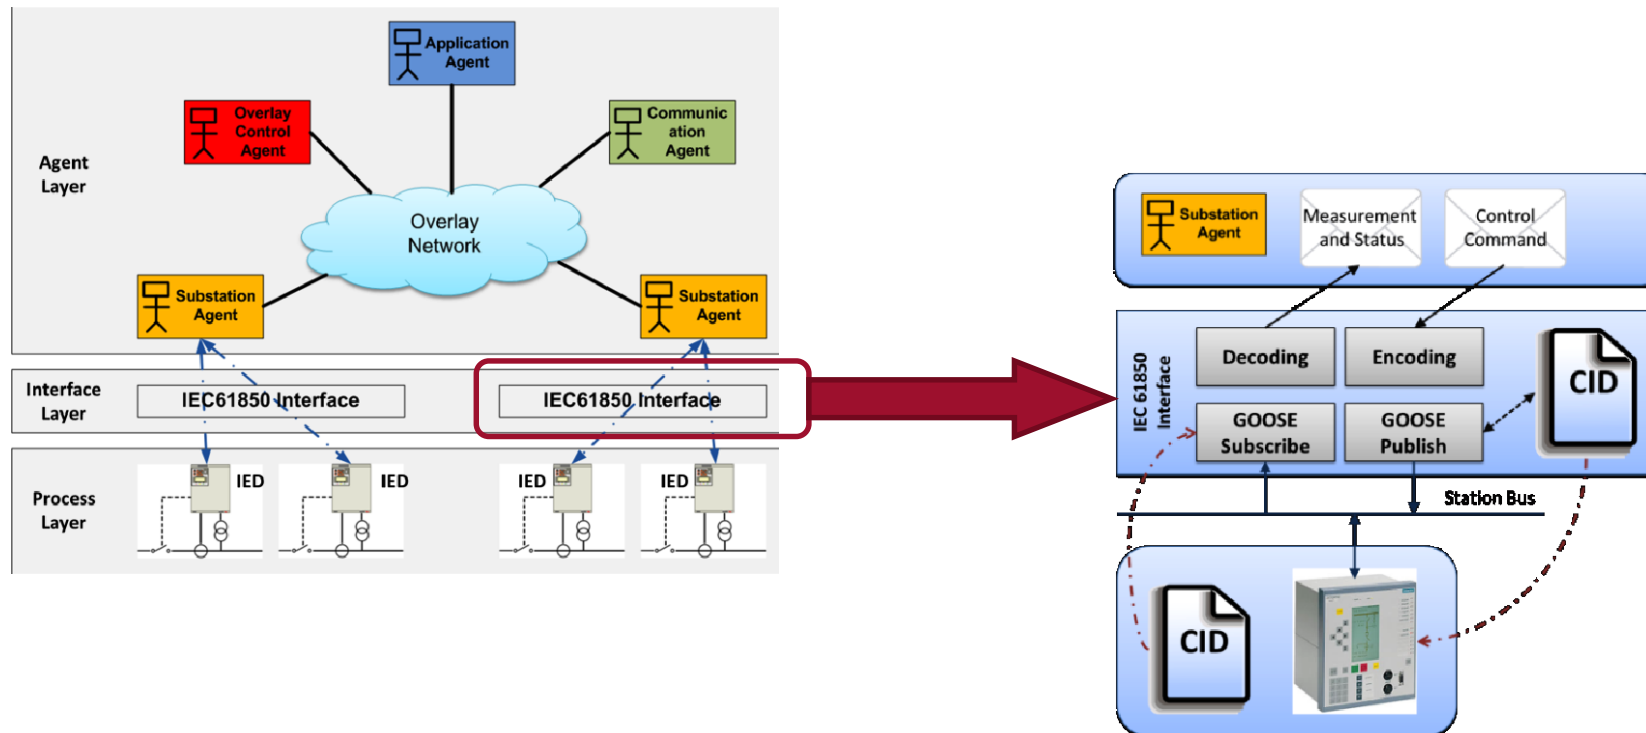 Application
Agent
Overlay
Control
Agent
Communic
ation
Agent
Agent
Layer
Overlay
Network
Substation
Agent
Substation
Agent
Interface
Layer
IEC61850 Interface
IEC61850 Interface
Process
Layer
IED
IED
IED
IED
Substation
Agent
Measurement
and Status
Control
Command
IEC 61850
Interface
Decoding
Encoding
CID
GOOSE
Subscribe
GOOSE
Publish
Station Bus
CID